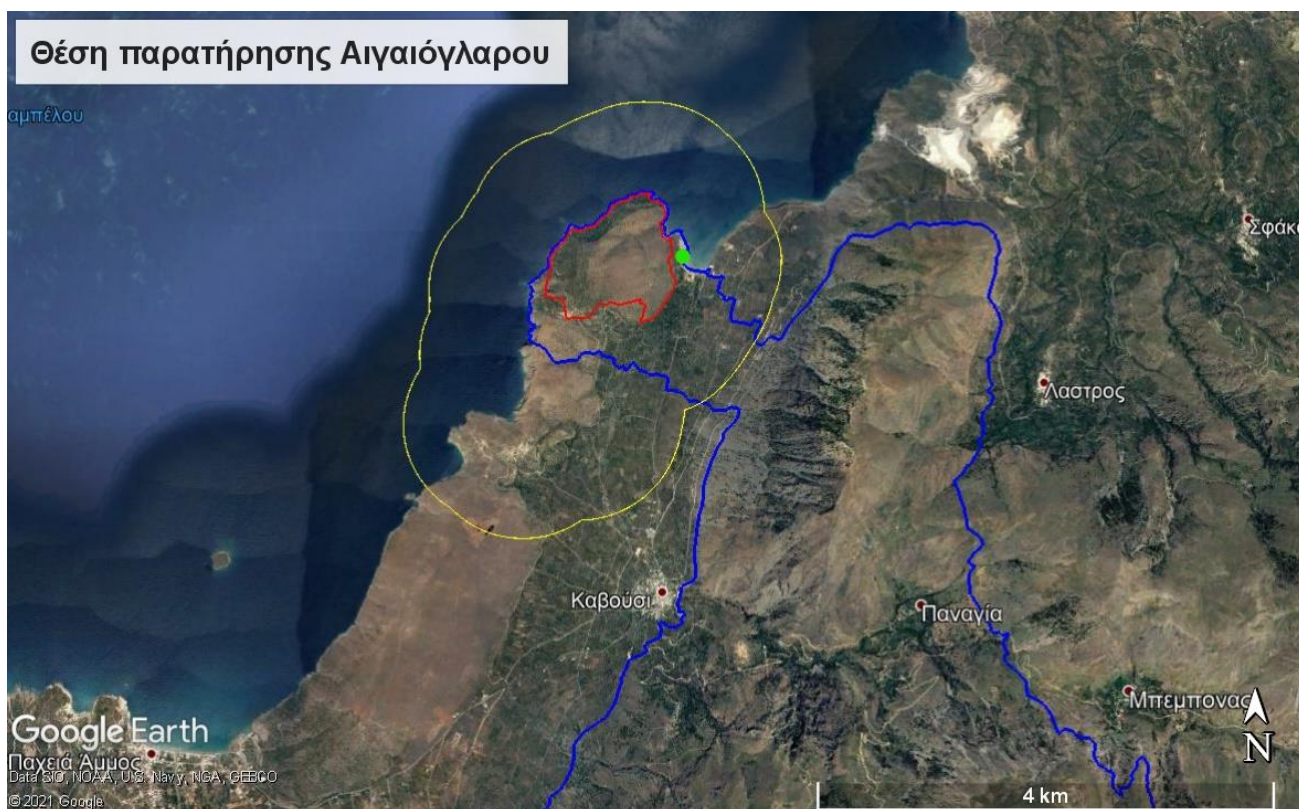 Θέση παρατήρησης Αιγαιόγλαρου
αμπέλου
Σφάκα
Λαστρος
Καβούσι
Παναγία
Μπεμπονας
N
Google Earth
Παχειά Άμμος
Data SIO, NOAA, U.S. Navy, NGA, GEBCO
© 2021 Google
4 km